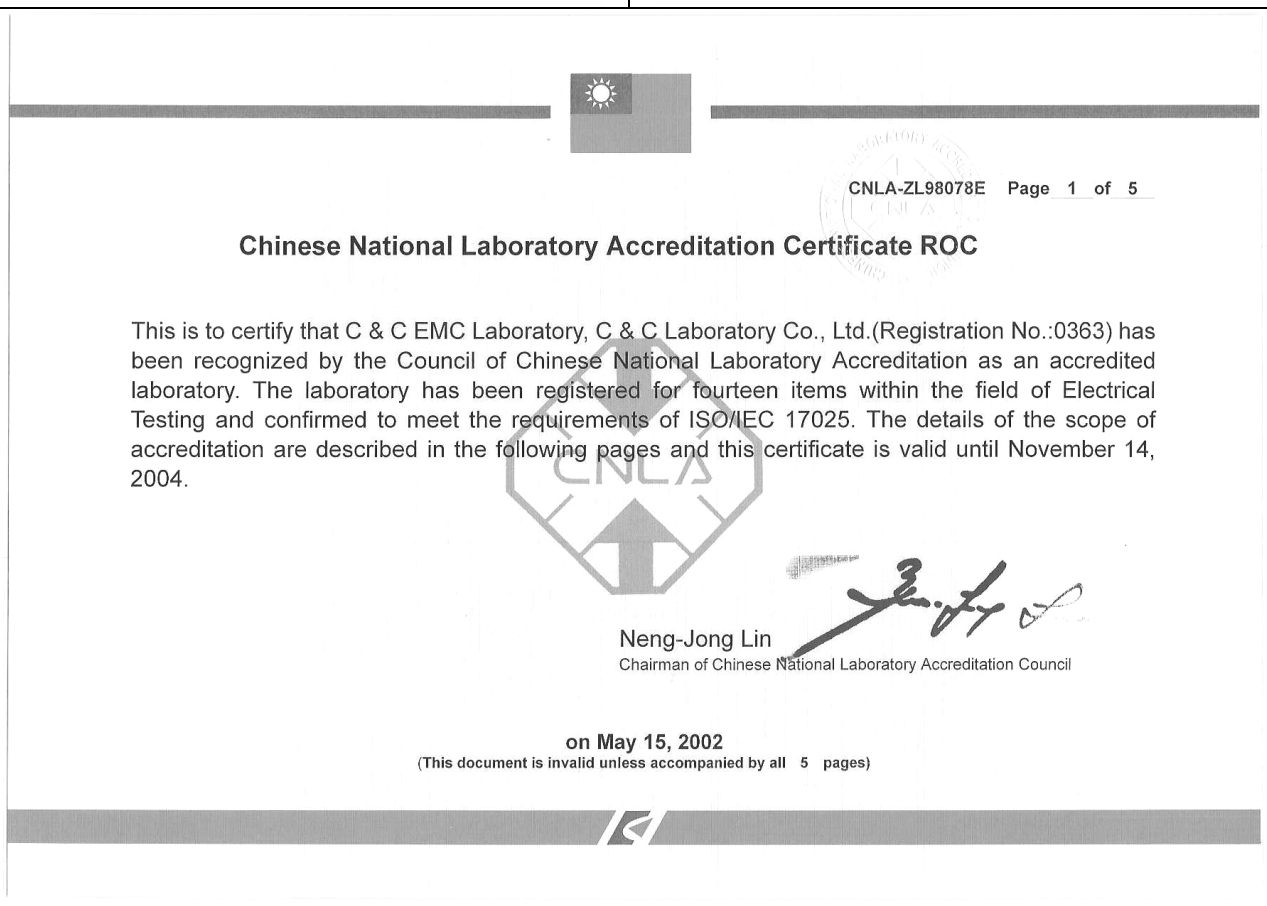 CNLA-ZL98078E Page 1 of 5
Chinese National Laboratory Accreditation Certificate ROC
This is to certify that C & C EMC Laboratory, C & C Laboratory Co., Ltd.(Registration No.:0363) has
been recognized by the Council of Chinese National Laboratory Accreditation as an accredited
laboratory. The laboratory has been registered for fourteen items within the field of Electrical
Testing and confirmed to meet the requirements of ISO/IEC 17025. The details of the scope of
accreditation are described in the following pages and this certificate is valid until November 14,
2004.
CNLA
Neng-Jong Lin
Chairman of Chinese National Laboratory Accreditation Council
on May 15, 2002
(This document is invalid unless accompanied by all 5 pages)